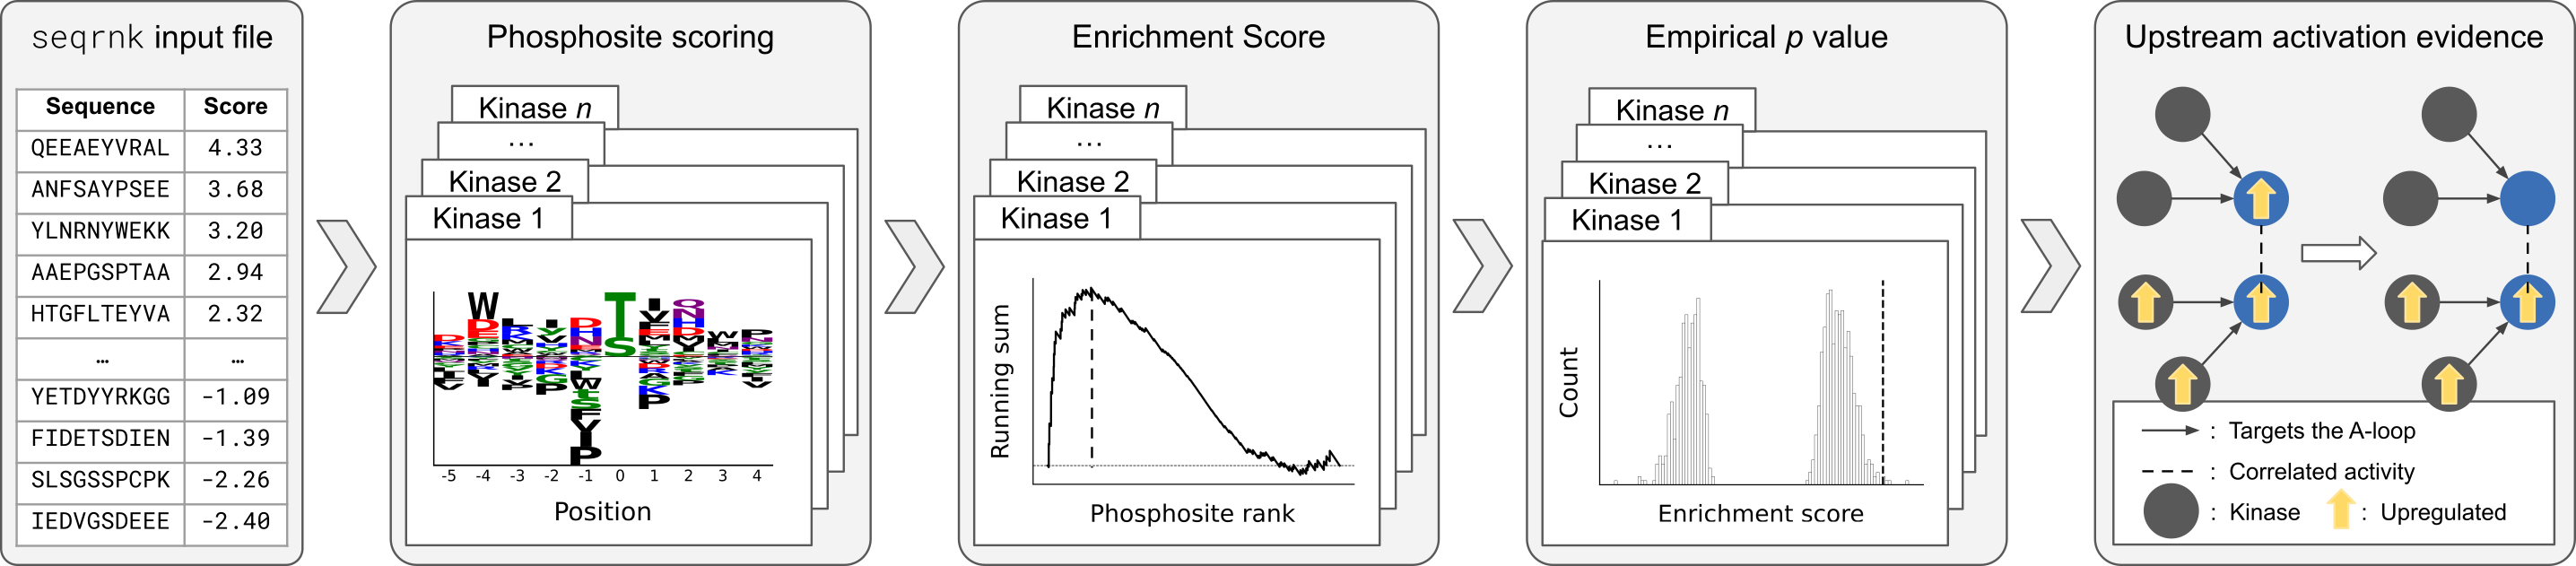 seqrnk input file
Sequence Score
QEEAEYVRAL 4.33
ANFSAYPSEE 3.68
YLNRNYWEKK 3.20
AAEPGSPTAA 2.94
HTGFLTEYVA 2.32
… …
YETDYYRKGG -1.09
FIDETSDIEN -1.39
SLSGSSPCPK -2.26
IEDVGSDEEE -2.40
Phosphosite scoring
Kinase n
...
Kinase 2
Kinase 1
W
T
S
P
Y
P
-5 -4 -3 -2 -1 0 1 2 3 4
Position
Enrichment Score
Kinase n
...
Kinase 2
Kinase 1
Running sum
Phosphosite rank
Empirical p value
Kinase n
...
Kinase 2
Kinase 1
Count
Enrichment score
Upstream activation evidence
: Targets the A-loop
: Correlated activity
: Kinase : Upregulated